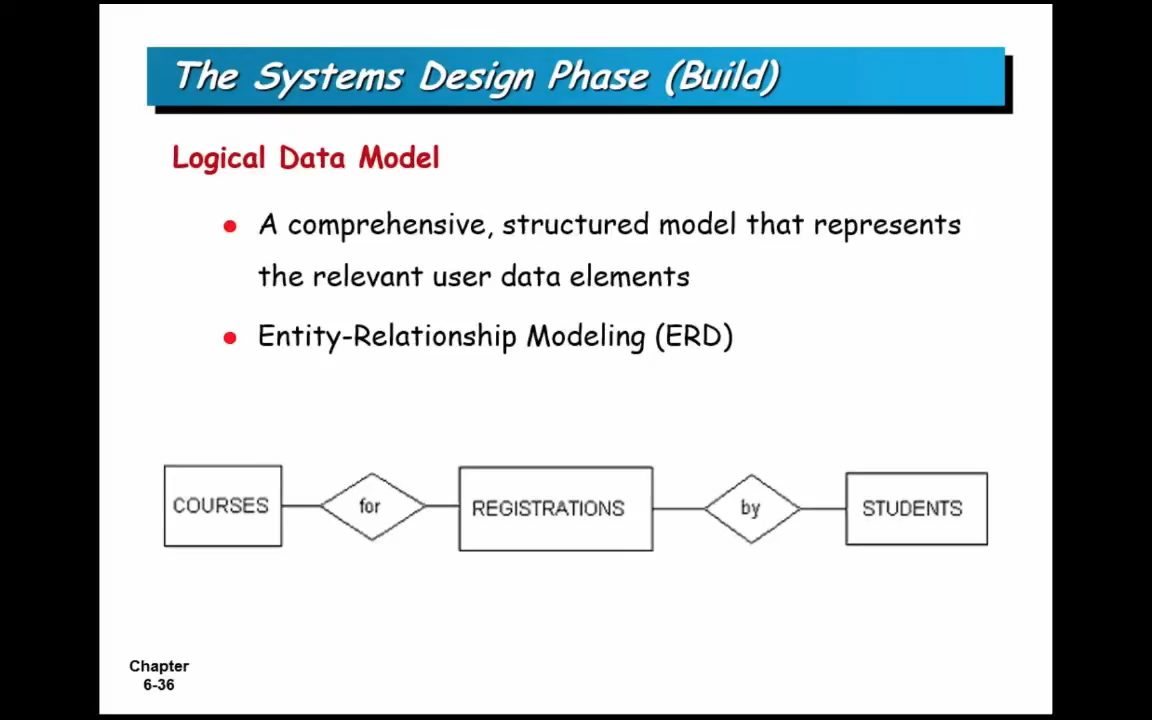 The Systems Design Phase (Build)
Logical Data Model
A comprehensive, structured model that represents
the relevant user data elements
Entity-Relationship Modeling (ERD)
COURSES for REGISTRATIONS by STUDENTS
Chapter
6-36